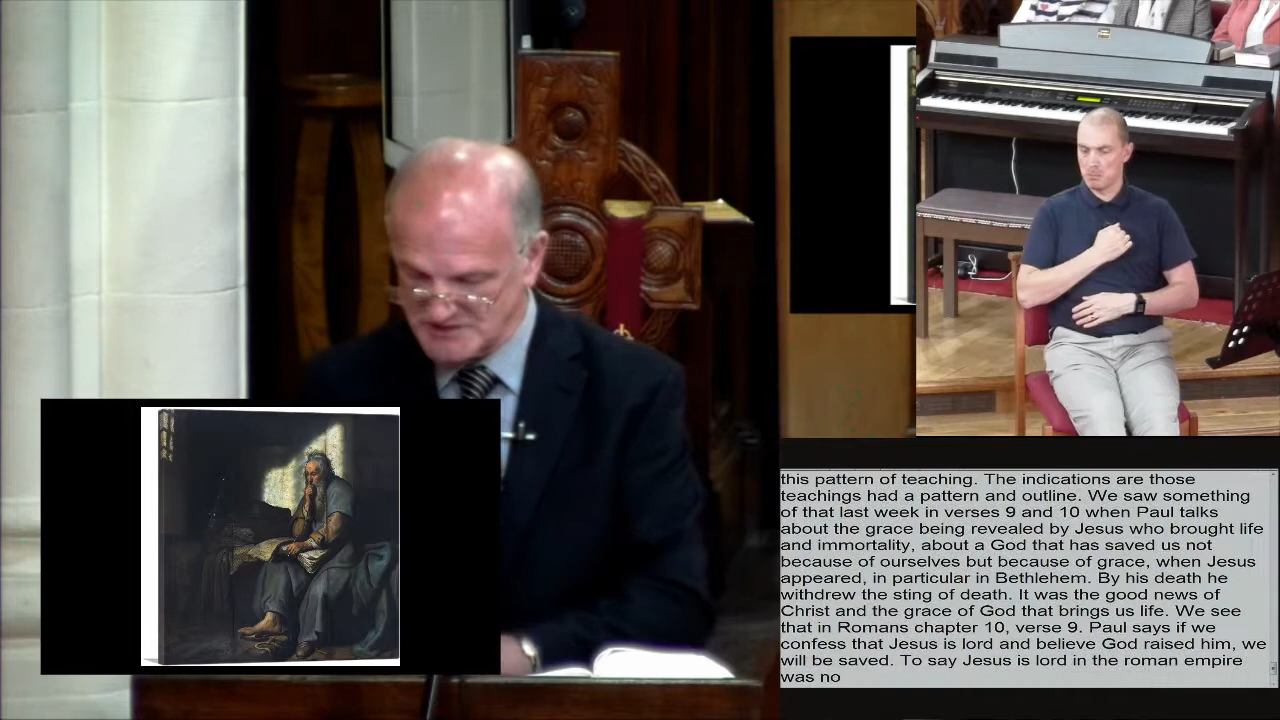 this pattern of teaching. The indications are those
teachings had a pattern and outline. We saw something
of that last week in verses 9 and 10 when Paul talks
about the grace being revealed by Jesus who brought life
and immortality, about a God that has saved us not
because of ourselves but because of grace, when Jesus
appeared, in particular in Bethlehem. By his death he
withdrew the sting of death. It was the good news of
Christ and the grace of God that brings us life. We see
that in Romans chapter 10, verse 9. Paul says if we
confess that Jesus is lord and believe God raised him, we
will be saved. To say Jesus is lord in the roman empire
was no